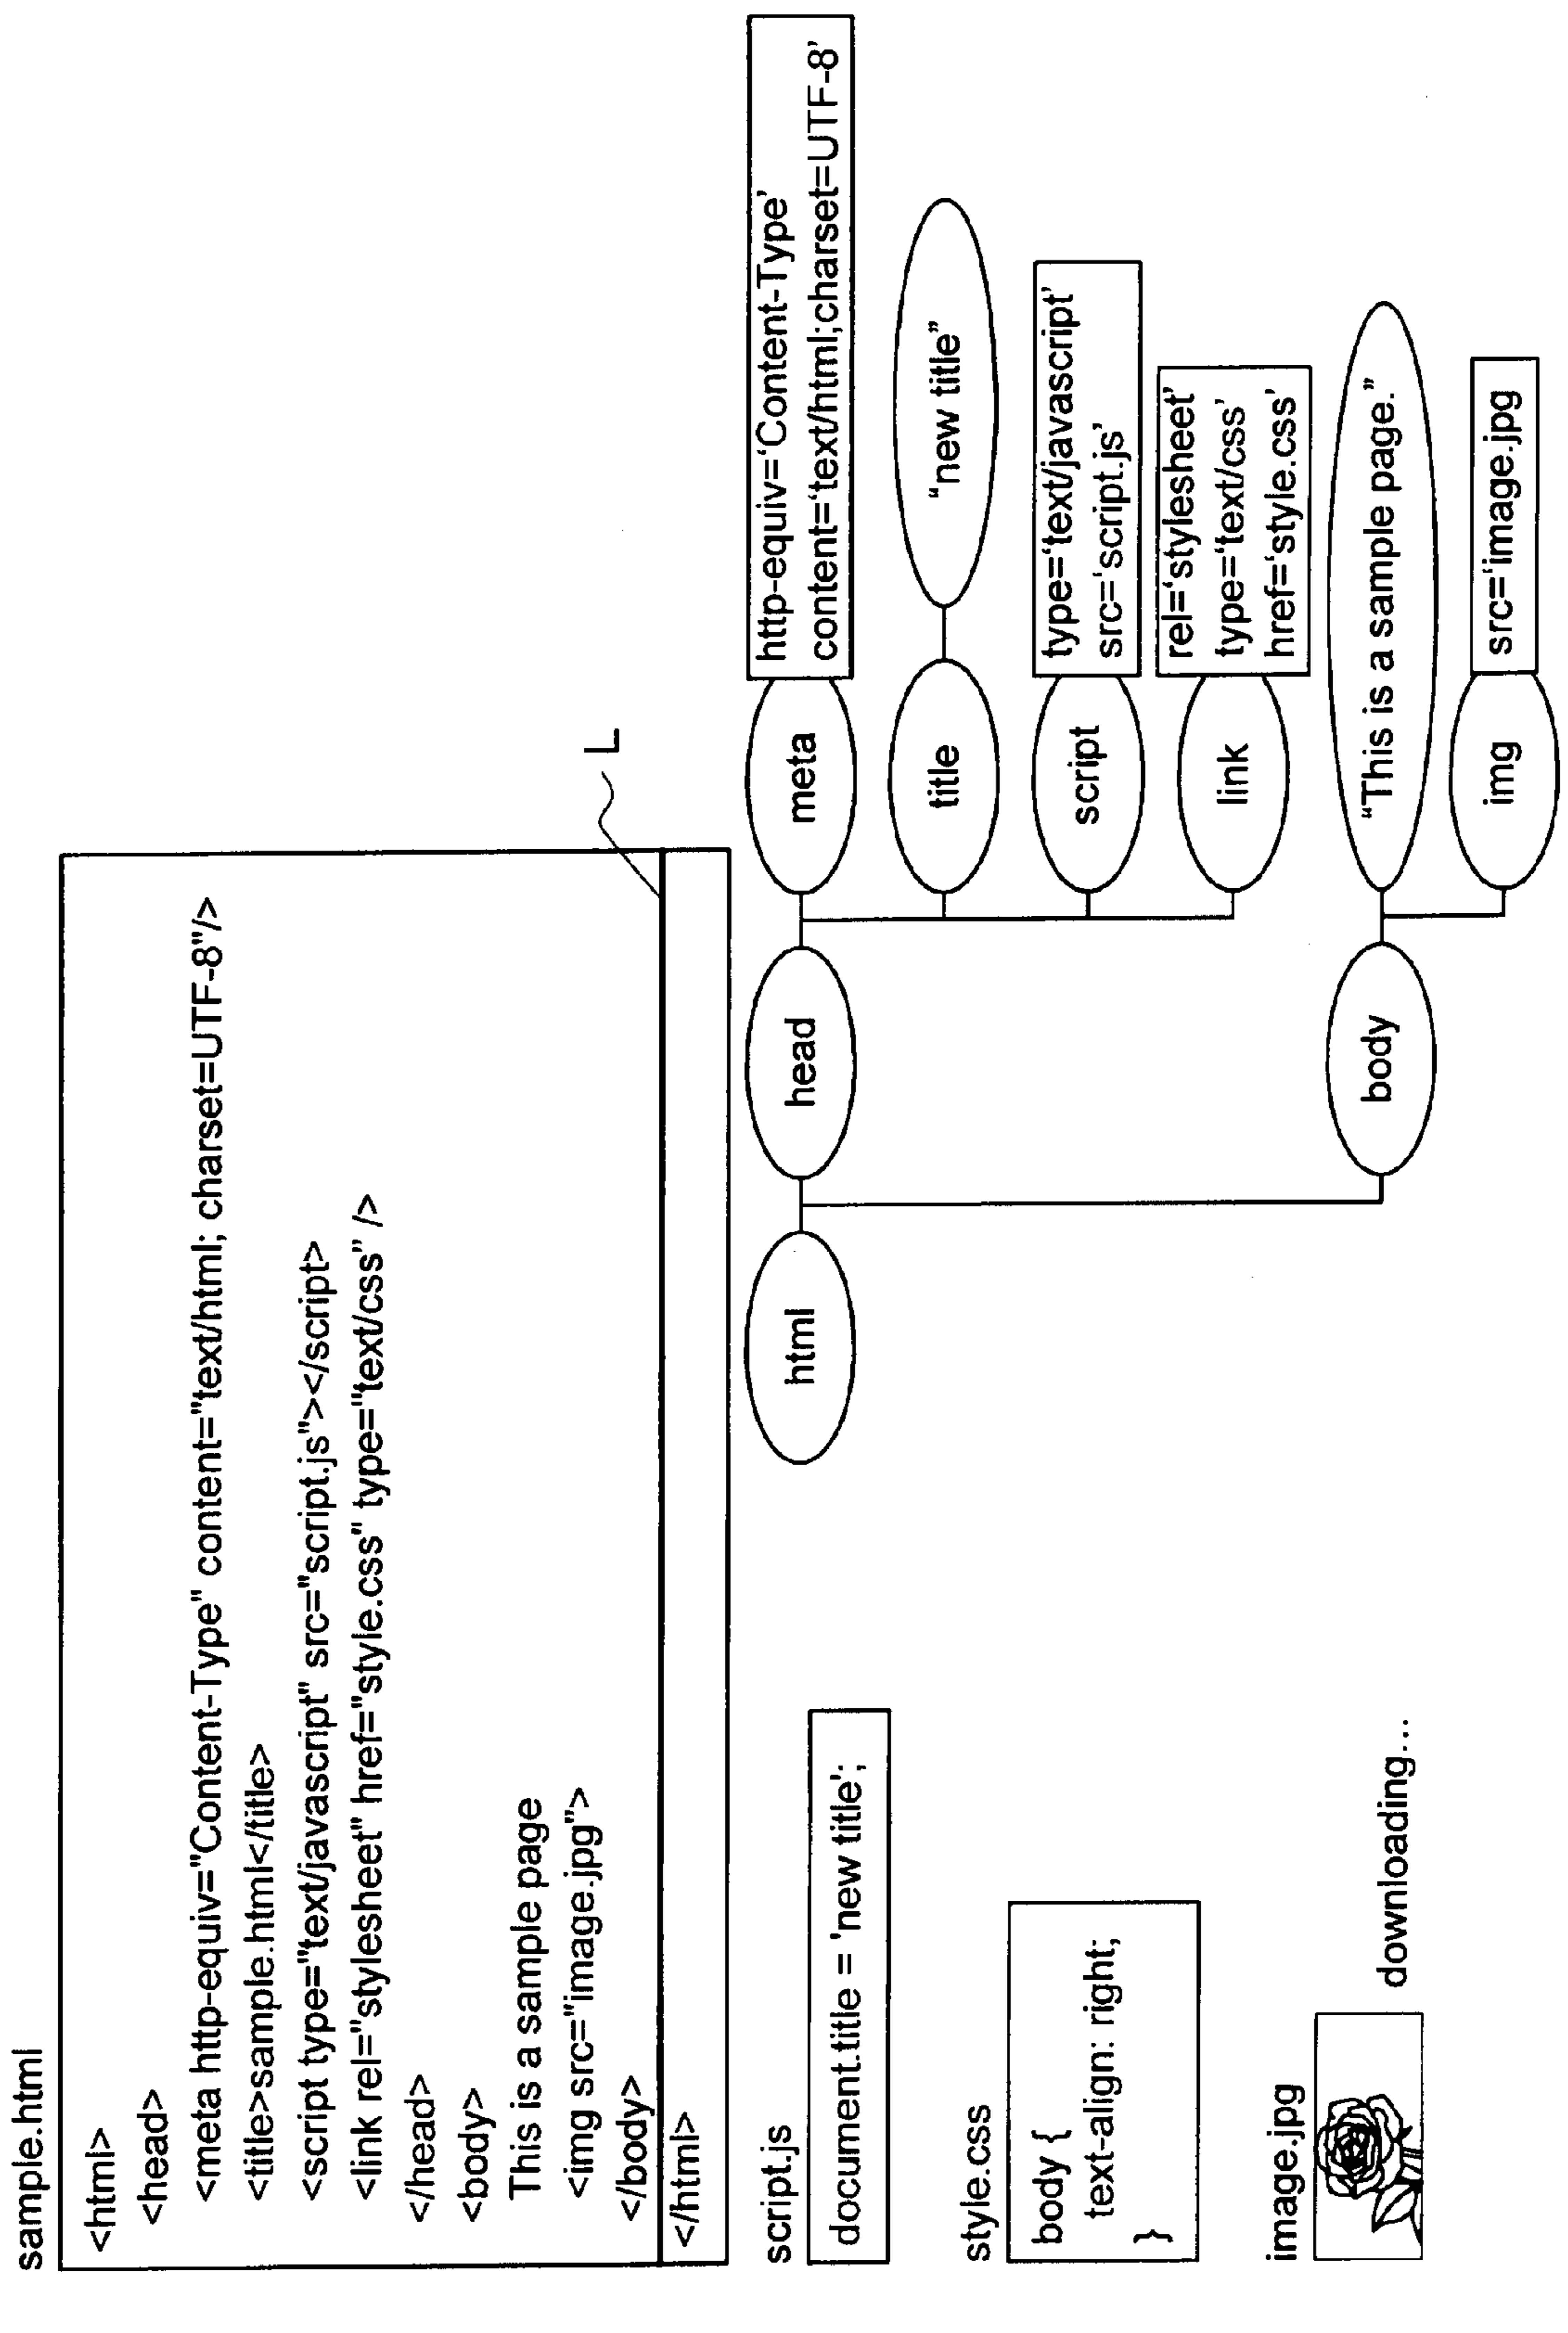 sample.html
<html>
<head>
<meta http-equiv="Content-Type" content="text/html; charset=UTF-8"/>
<title>sample.html</title>
<script type="text/javascript" src="script.js"></script>
<link rel="stylesheet" href="style.css" type="text/css" />
</head>
<body>
This is a sample page
<img src="image.jpg">
</body>
</html>
L
script.js
document.title = 'new title';
style.css
body {
text-align: right;
}
image.jpg
downloading...
html
head
meta
http-equiv=‘Content-Type’
content=‘text/html;charset=UTF-8’
title
“new title”
script
type=‘text/javascript’
src=‘script.js’
link
rel=‘stylesheet’
type=‘text/css’
href=‘style.css’
body
“This is a sample page.”
img
src=‘image.jpg